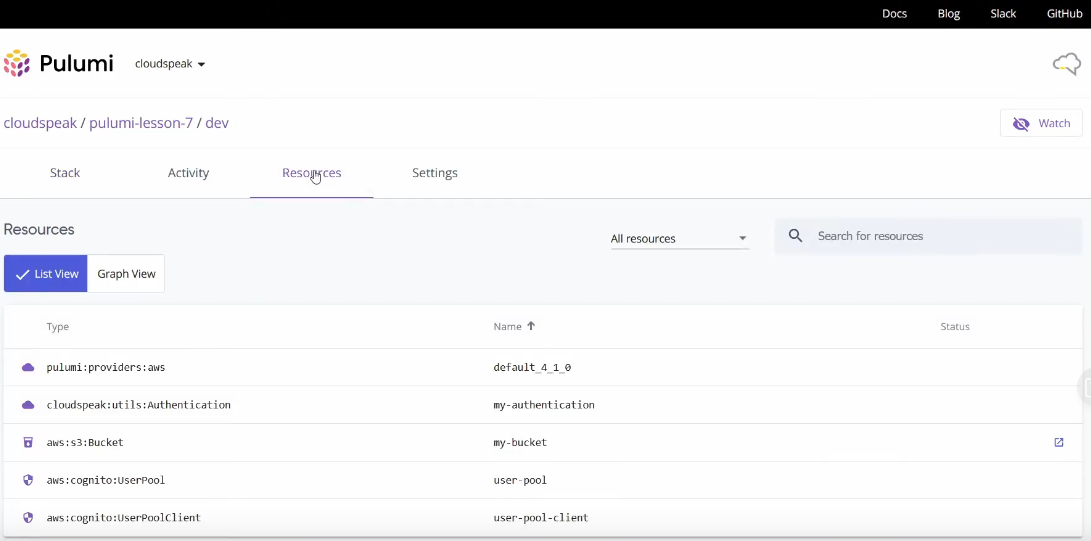 Docs Blog Slack GitHub
Pulumi cloudspeak
cloudspeak / pulumi-lesson-7 / dev
Watch
Stack Activity Resources Settings
Resources
All resources
Search for resources
List View Graph View
Type Name Status
pulumi:providers:aws default_4_1_0
cloudspeak:utils:Authentication my-authentication
aws:s3:Bucket my-bucket
aws:cognito:UserPool user-pool
aws:cognito:UserPoolClient user-pool-client